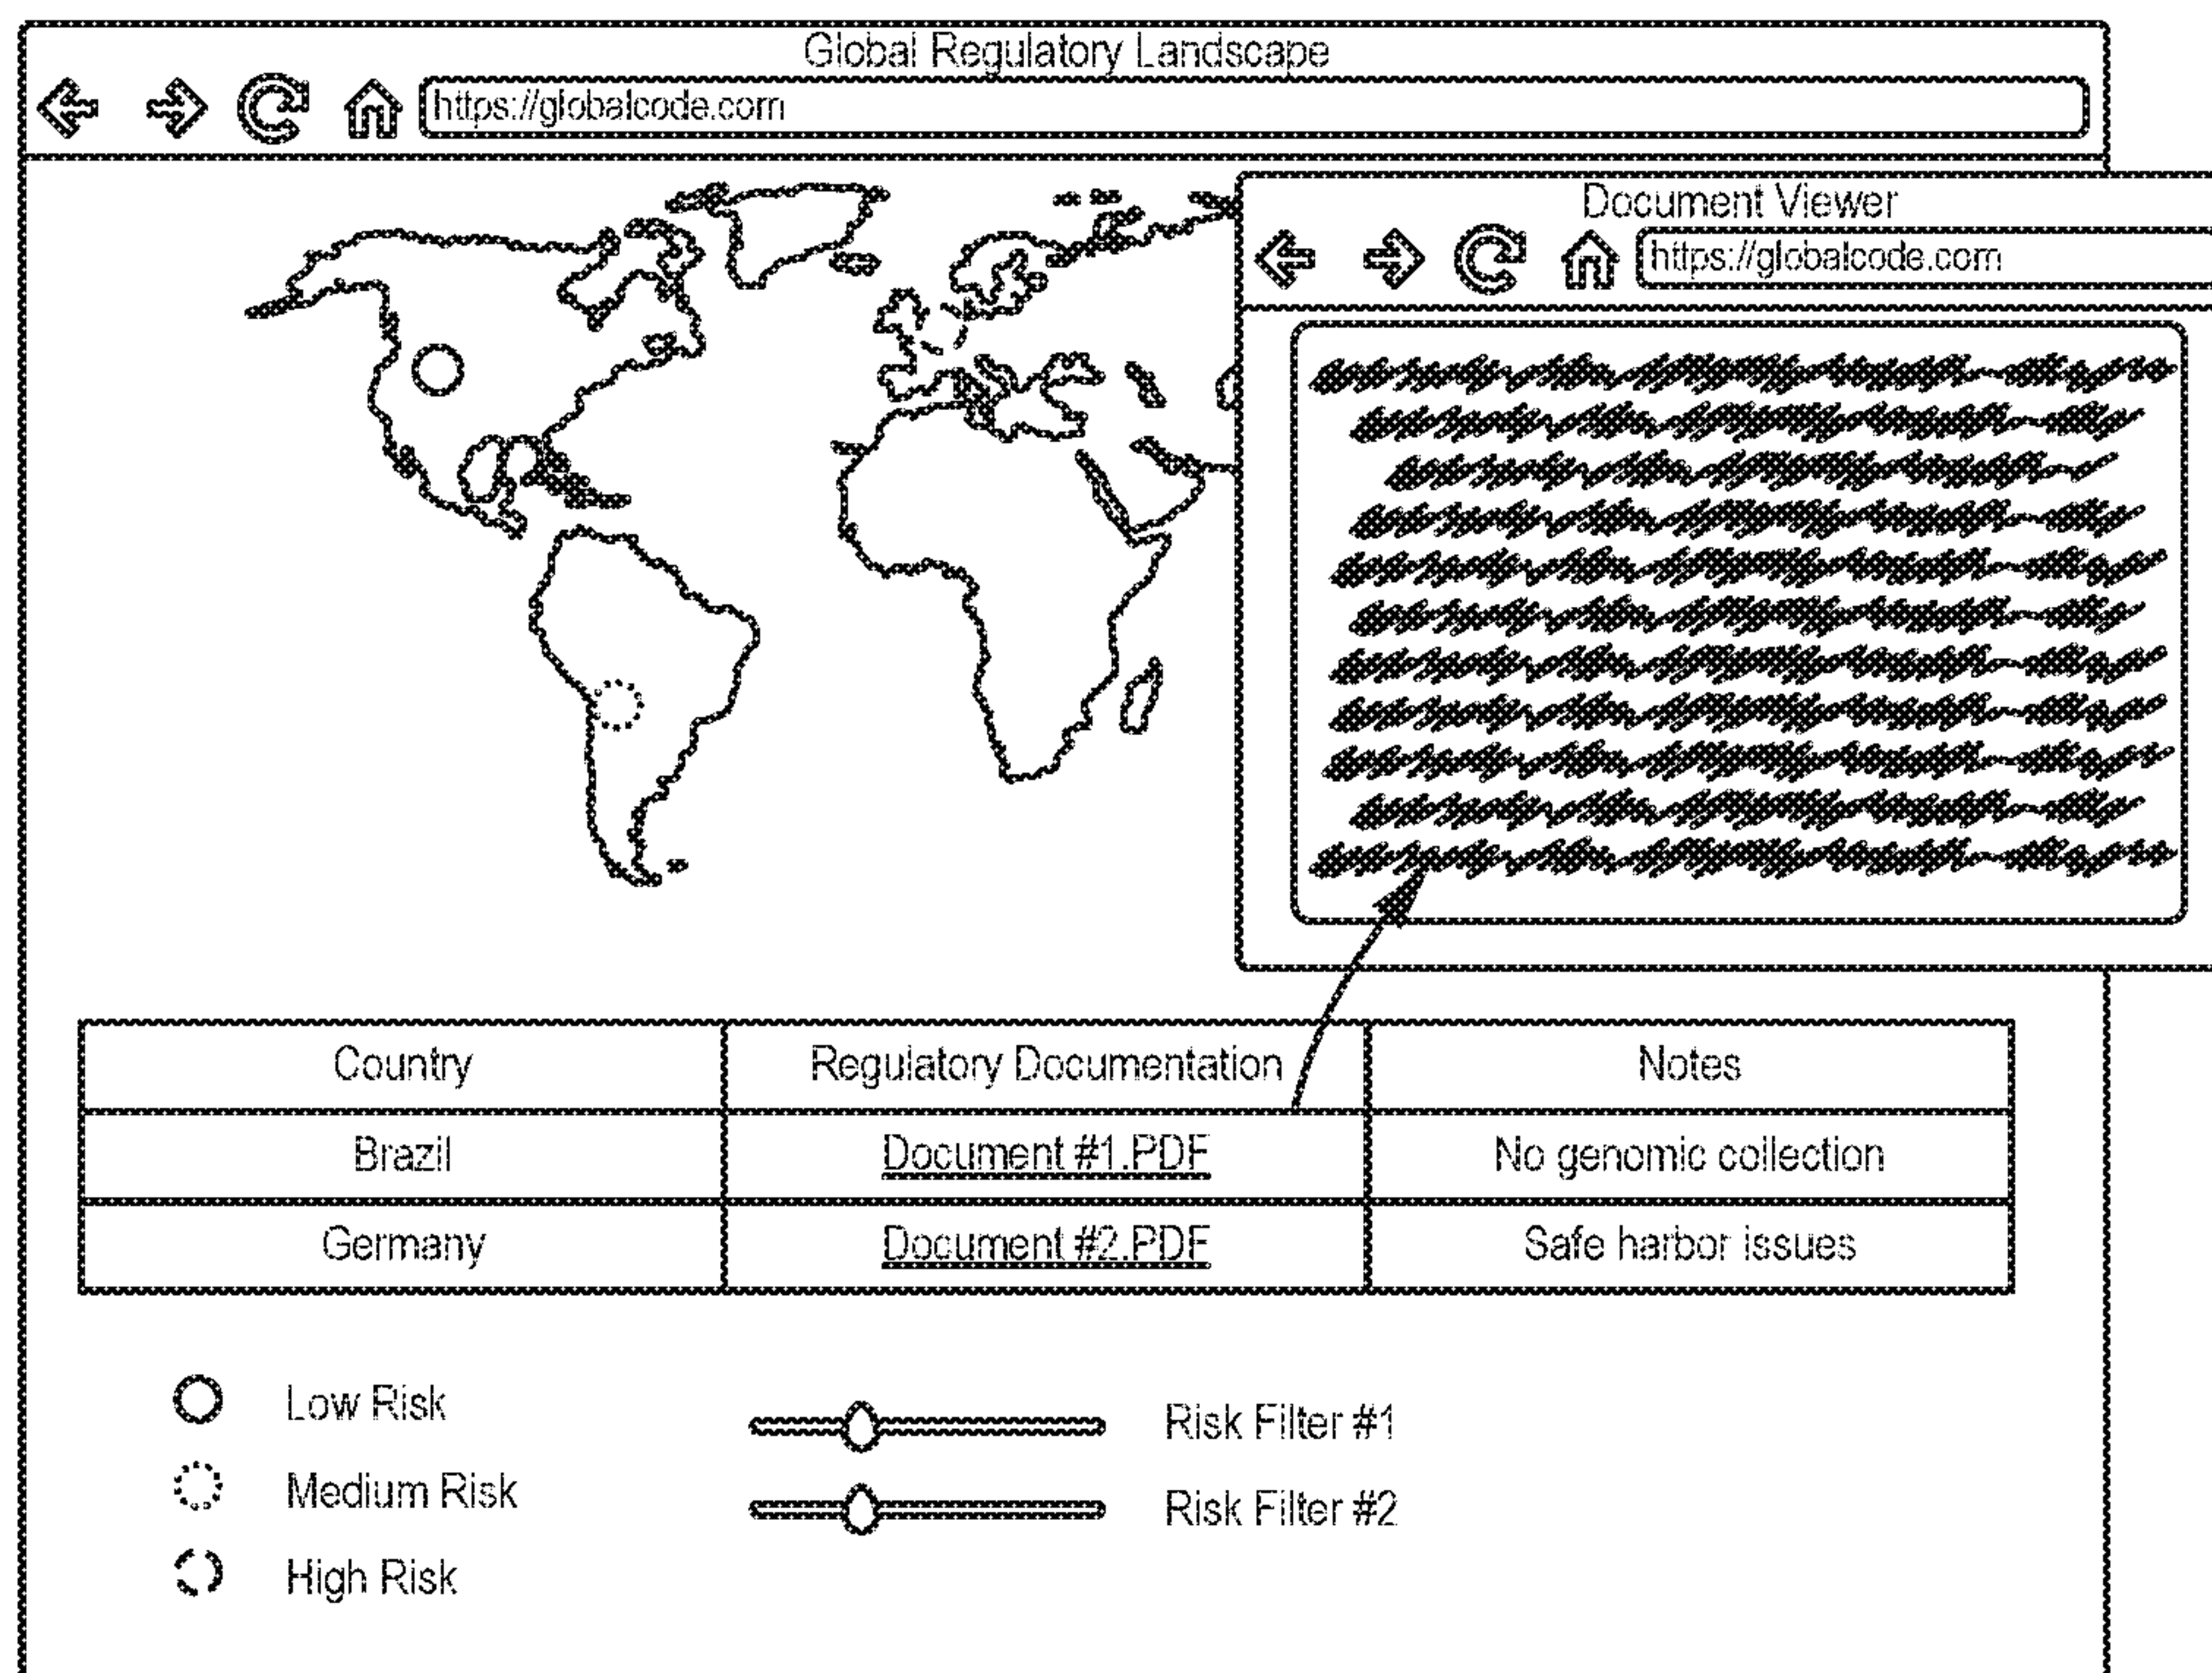 Global Regulatory Landscape
https://globalcode.com
Document Viewer
https://globalcode.com
Country Regulatory Documentation Notes
Brazil Document #1.PDF No genomic collection
Germany Document #2.PDF Safe harbor issues
Low Risk
Medium Risk
High Risk
Risk Filter #1
Risk Filter #2